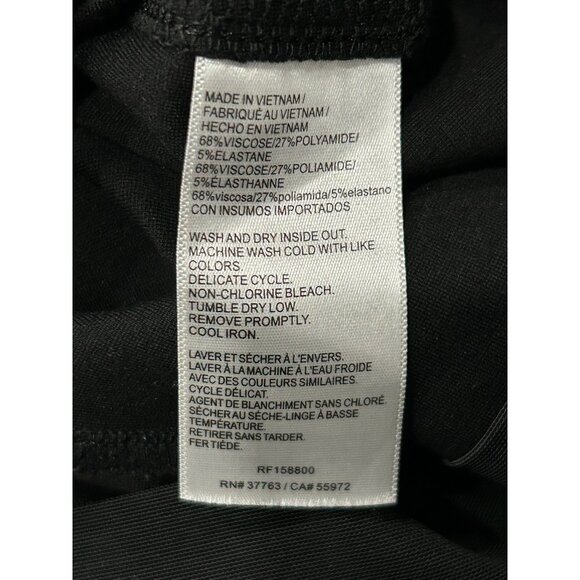 MADE IN VIETNAM/
FABRIQUÉ AU VIETNAM/
HECHO EN VIETNAM
68%VISCOSE/27%POLYAMIDE/
5%ELASTANE
68%VISCOSE/27%POLIAMIDE/
5%ÉLASTHANNE
68%viscosa/27%poliamida/5%elastano
CON INSUMOS IMPORTADOS
WASH AND DRY INSIDE OUT.
MACHINE WASH COLD WITH LIKE
COLORS.
DELICATE CYCLE.
NON-CHLORINE BLEACH.
TUMBLE DRY LOW.
REMOVE PROMPTLY.
COOL IRON.
LAVER ET SÉCHER À L'ENVERS.
LAVER À LA MACHINE À L'EAU FROIDE
AVEC DES COULEURS SIMILAIRES.
CYCLE DÉLICAT.
AGENT DE BLANCHIMENT SANS CHLORE.
SÉCHER AU SÈCHE-LINGE À BASSE
TEMPÉRATURE.
RETIRER SANS TARDER.
FER TIÈDE.
RF158800
RN# 37763 / CA# 55972